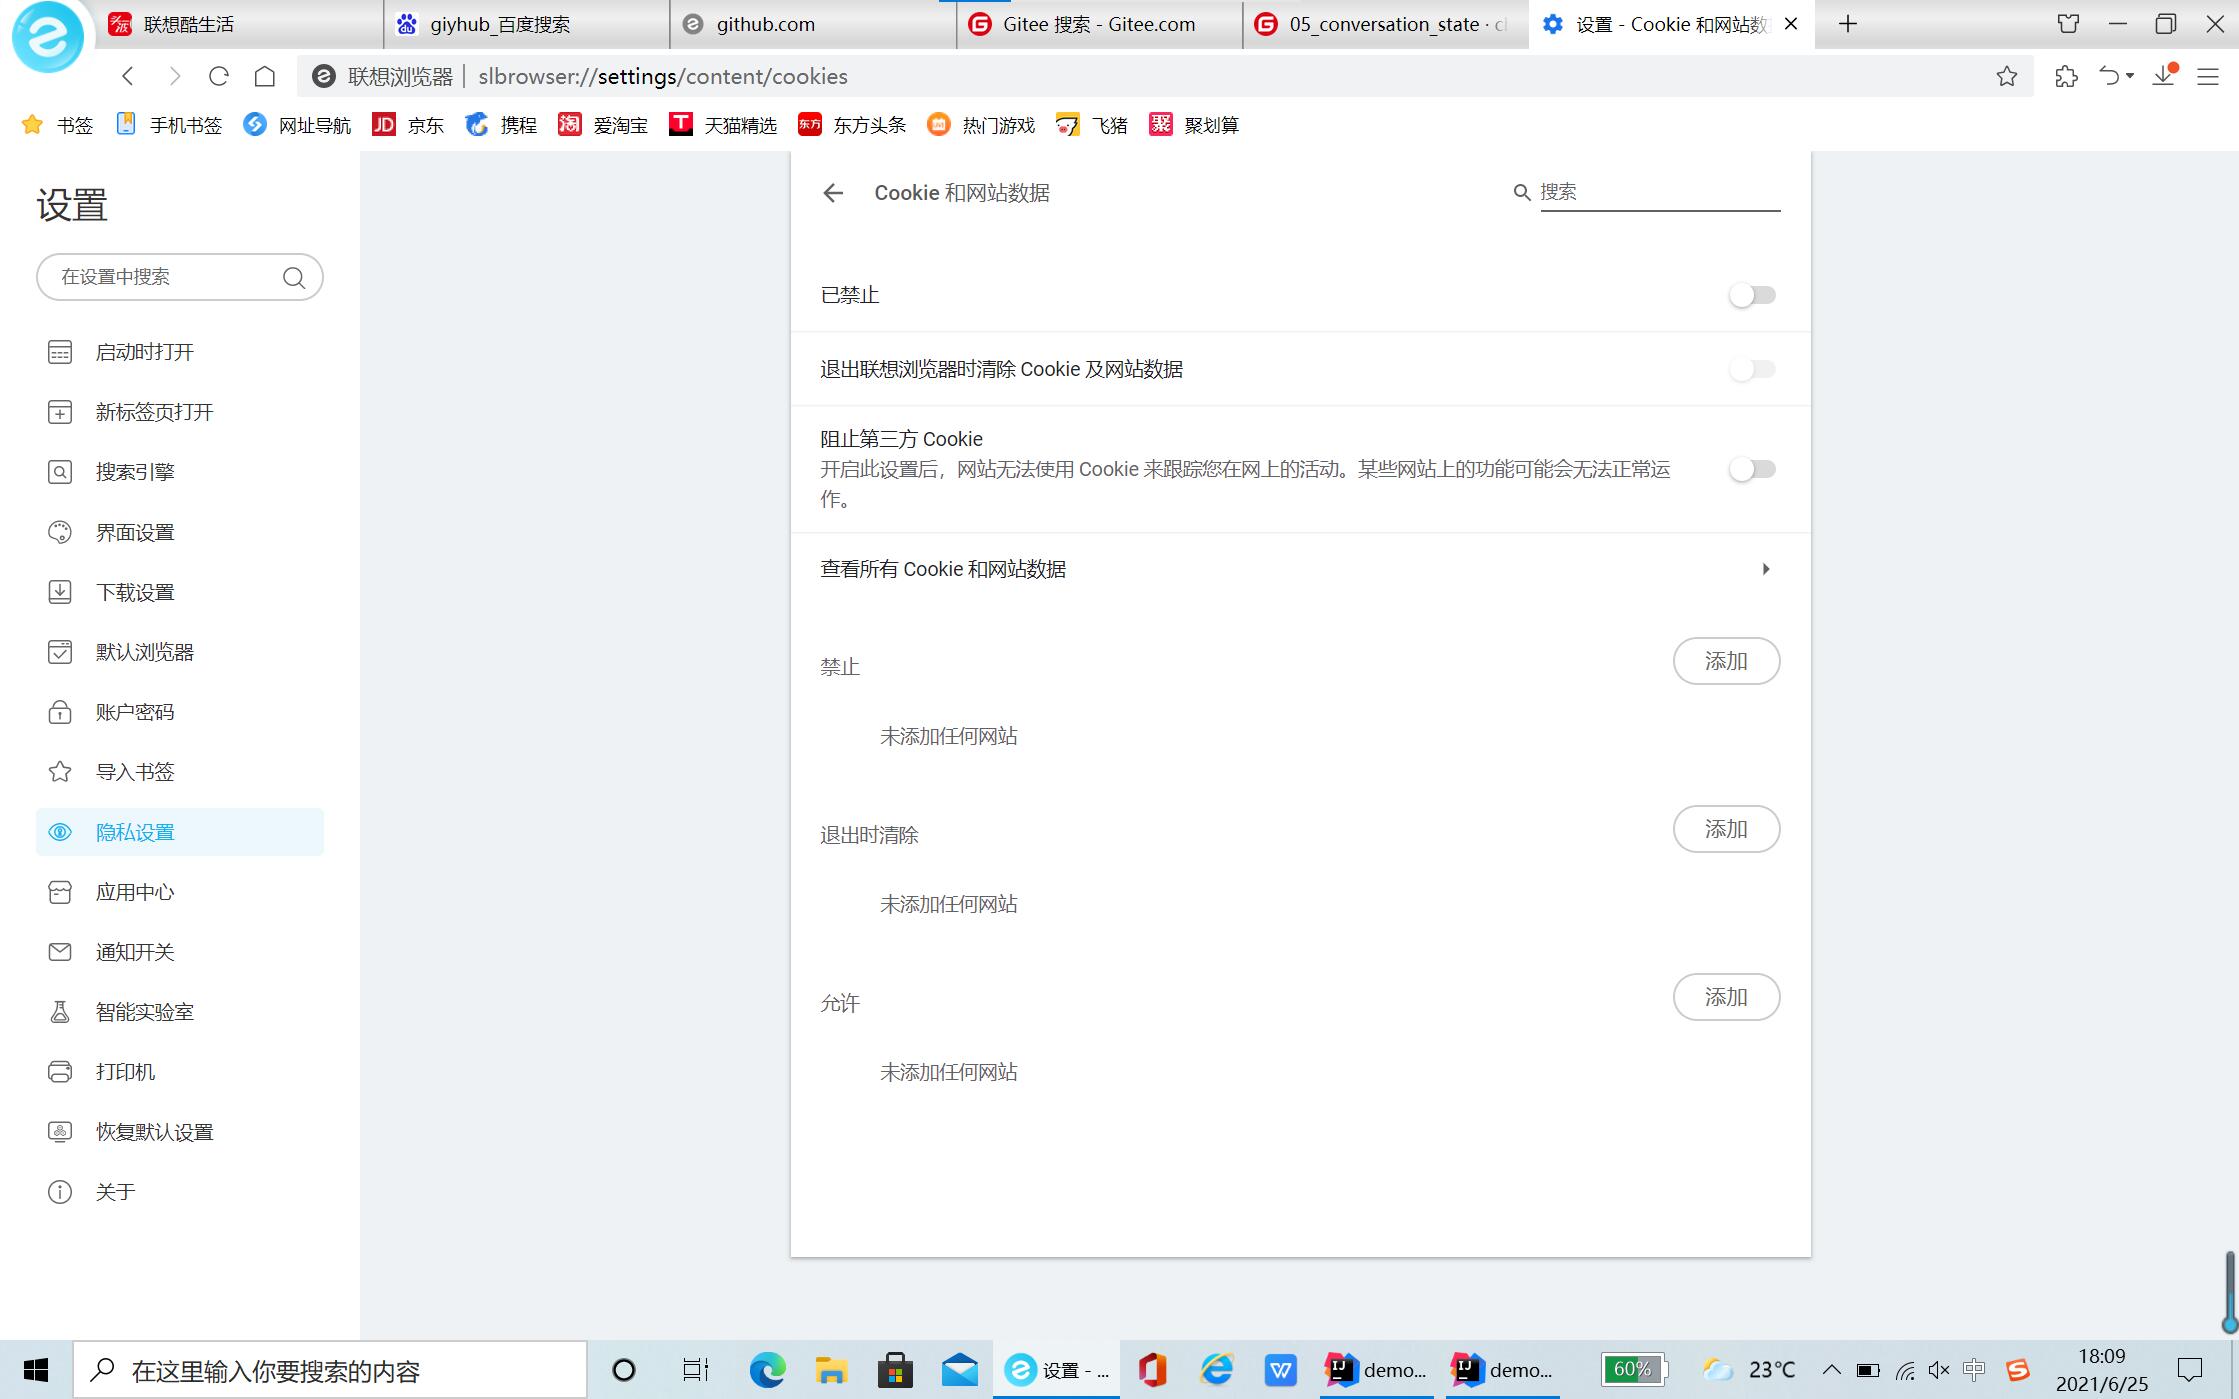 联想酷生活
giyhub_百度搜索
github.com
Gitee 搜索 - Gitee.com
05_conversation_state · cl
设置 - Cookie 和网站数据
联想浏览器 | slbrowser://settings/content/cookies
书签 手机书签 网址导航 JD 京东 携程 淘 爱淘宝 T 天猫精选 东方 东方头条 热门游戏 飞猪 聚 聚划算
设置
在设置中搜索
启动时打开
新标签页打开
搜索引擎
界面设置
下载设置
默认浏览器
账户密码
导入书签
隐私设置
应用中心
通知开关
智能实验室
打印机
恢复默认设置
关于
Cookie 和网站数据
搜索
已禁止
退出联想浏览器时清除 Cookie 及网站数据
阻止第三方 Cookie
开启此设置后，网站无法使用 Cookie 来跟踪您在网上的活动。某些网站上的功能可能会无法正常运
作。
查看所有 Cookie 和网站数据
禁止
添加
未添加任何网站
退出时清除
添加
未添加任何网站
允许
添加
未添加任何网站
在这里输入你要搜索的内容
设置 - ...
demo...
demo...
60%
23°C
中
18:09
2021/6/25